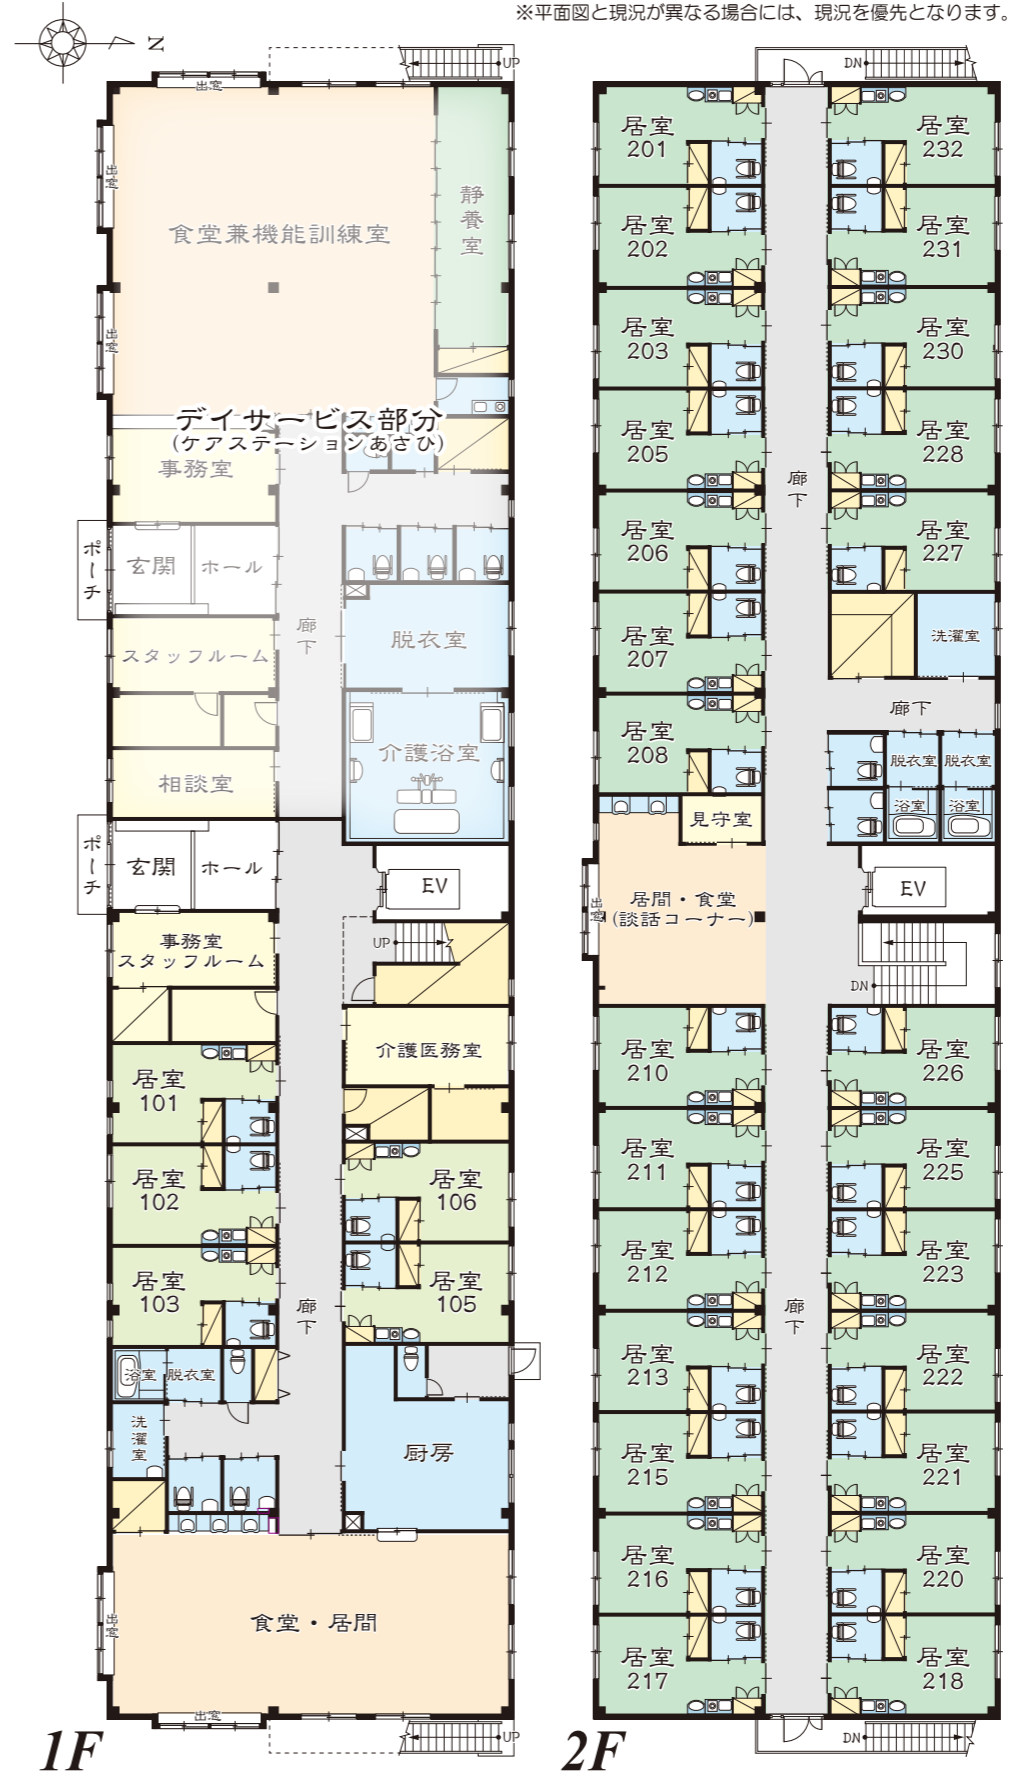 ※平面図と現況が異なる場合には、現況を優先となります。
N
UP
出窓
出窓
食堂兼機能訓練室
静養室
出窓
デイサービス部分
(ケアステーションあさひ)
事務室
ポーチ
玄関
ホール
スタッフルーム
廊下
脱衣室
相談室
介護浴室
ポーチ
玄関
ホール
EV
事務室
スタッフルーム
UP
介護医務室
居室
101
居室
102
居室
106
居室
103
居室
105
廊下
浴室
脱衣室
洗濯室
厨房
食堂・居間
出窓
出窓
UP
1F
DN
居室
201
居室
232
居室
202
居室
231
居室
203
居室
230
居室
205
居室
228
廊下
居室
206
居室
227
居室
207
洗濯室
居室
208
廊下
脱衣室
脱衣室
浴室
浴室
見守室
居間・食堂
(談話コーナー)
出窓
EV
DN
居室
210
居室
226
居室
211
居室
225
居室
212
居室
223
廊下
居室
213
居室
222
居室
215
居室
221
居室
216
居室
220
居室
217
居室
218
DN
2F